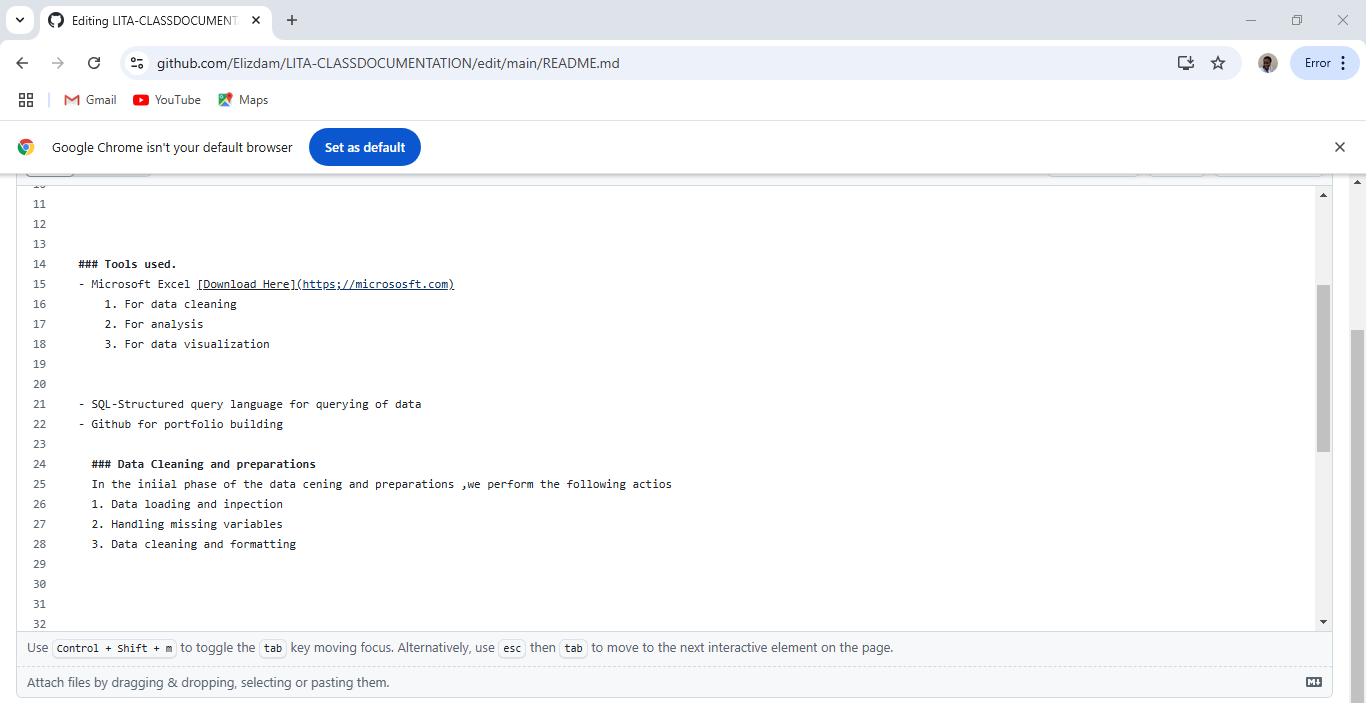 Editing LITA-CLASSDOCUMENTA
github.com/Elizdam/LITA-CLASSDOCUMENTATION/edit/main/README.md
Error
Gmail
YouTube
Maps
Google Chrome isn't your default browser
Set as default
11
12
13
14 ### Tools used.
15 - Microsoft Excel [Download Here](https;//micrososft.com)
16 1. For data cleaning
17 2. For analysis
18 3. For data visualization
19
20
21 - SQL-Structured query language for querying of data
22 - Github for portfolio building
23
24 ### Data Cleaning and preparations
25 In the iniial phase of the data cening and preparations ,we perform the following actios
26 1. Data loading and inpection
27 2. Handling missing variables
28 3. Data cleaning and formatting
29
30
31
32
Use Control + Shift + m to toggle the tab key moving focus. Alternatively, use esc then tab to move to the next interactive element on the page.
Attach files by dragging & dropping, selecting or pasting them.